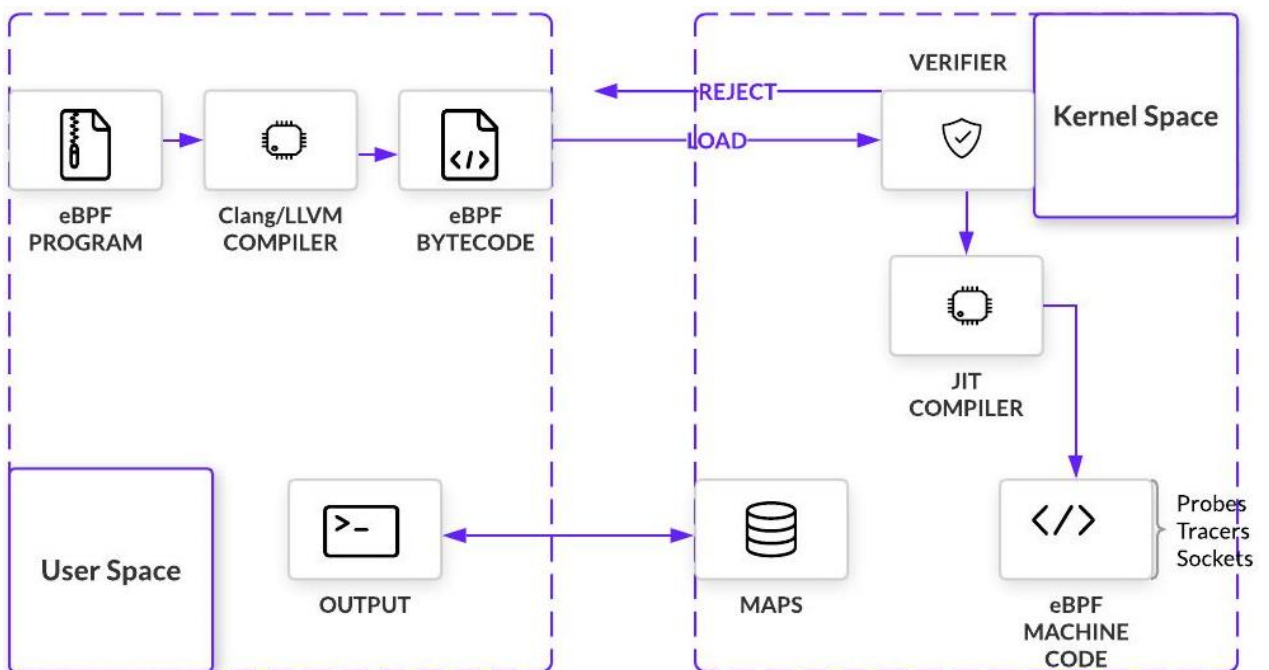 VERIFIER
Kernel Space
REJECT
LOAD
eBPF
PROGRAM
Clang/LLVM
COMPILER
eBPF
BYTECODE
JIT
COMPILER
User Space
OUTPUT
MAPS
eBPF
MACHINE
CODE
Probes
Tracers
Sockets